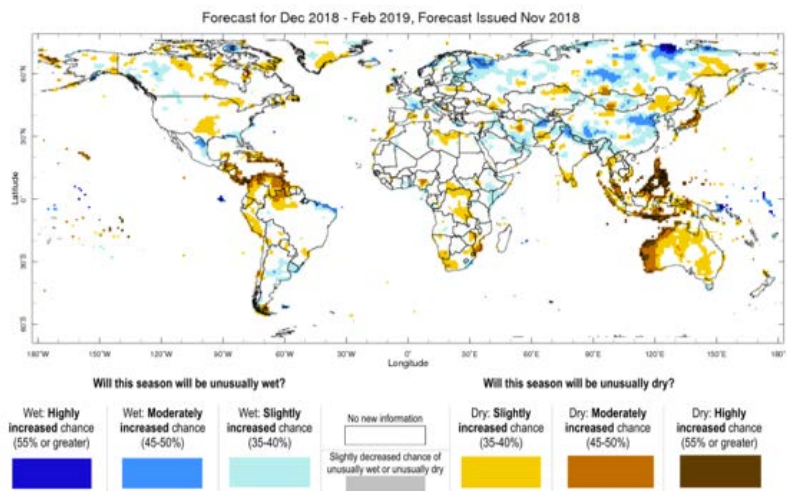 Forecast for Dec 2018 - Feb 2019, Forecast Issued Nov 2018
Latitude
60°N
30°N
0°
30°S
60°S
180°W
150°W
120°W
90°W
60°W
30°W
0°
30°E
60°E
90°E
120°E
150°E
180°
Longitude
Will this season will be unusually wet?
Will this season will be unusually dry?
Wet: Highly
increased chance
(55% or greater)
Wet: Moderately
increased chance
(45-50%)
Wet: Slightly
increased chance
(35-40%)
No new information
Slightly decreased chance of
unusually wet or unusually dry
Dry: Slightly
increased chance
(35-40%)
Dry: Moderately
increased chance
(45-50%)
Dry: Highly
increased chance
(55% or greater)